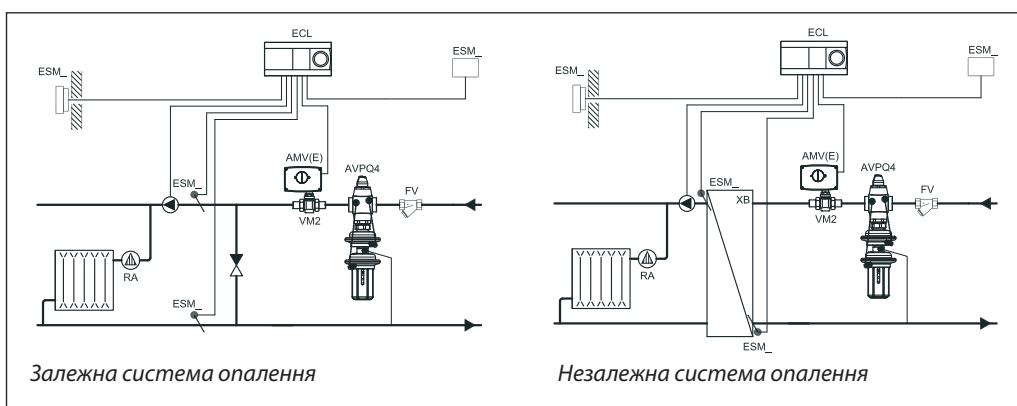 ECL
ESM_
ESM_
AMV(E)
AVPQ4
ESM_
FV
VM2
RA
ESM_
Залежна система опалення
ECL
ESM_
ESM_
AMV(E)
AVPQ4
ESM_
XB
FV
VM2
RA
ESM_
Незалежна система опалення